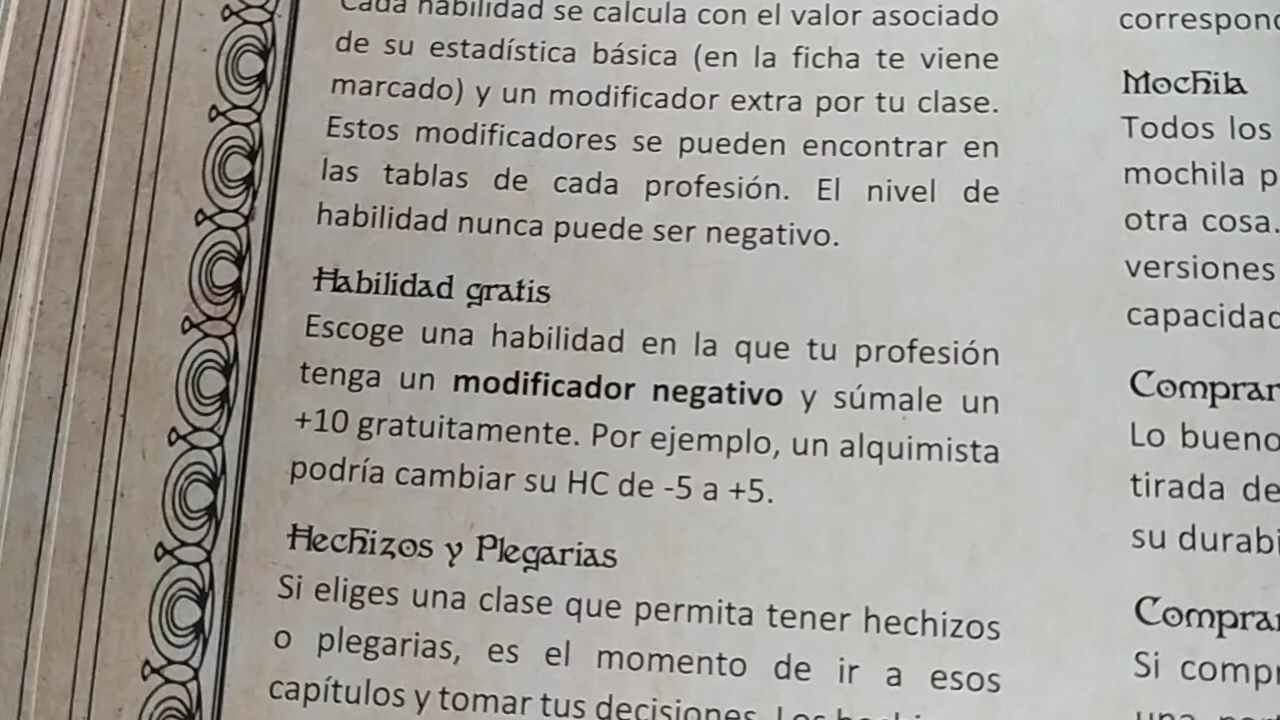 Cada habilidad se calcula con el valor asociado
de su estadística básica (en la ficha te viene
marcado) y un modificador extra por tu clase.
Estos modificadores se pueden encontrar en
las tablas de cada profesión. El nivel de
habilidad nunca puede ser negativo.
Habilidad gratis
Escoge una habilidad en la que tu profesión
tenga un modificador negativo y súmale un
+10 gratuitamente. Por ejemplo, un alquimista
podría cambiar su HC de -5 a +5.
Hechizos y Plegarias
Si eliges una clase que permita tener hechizos
o plegarias, es el momento de ir a esos
capítulos y tomar tus decisiones. Los
Mochila
Todos los
mochila
otra cosa.
versiones
Comprar
Lo bueno
tirada de
su
Si